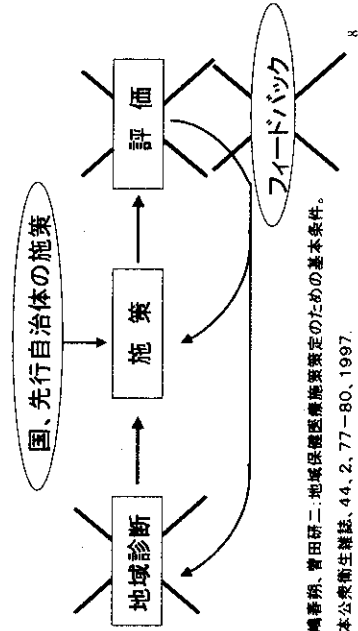 国、先行自治体の施策
地域診断
施策
評価
フィードバック
嶋春朔、曽田研二:地域保健医療施策策定のための基本条件。
本公衆衛生雑誌、44、2、77-80、1997.
8